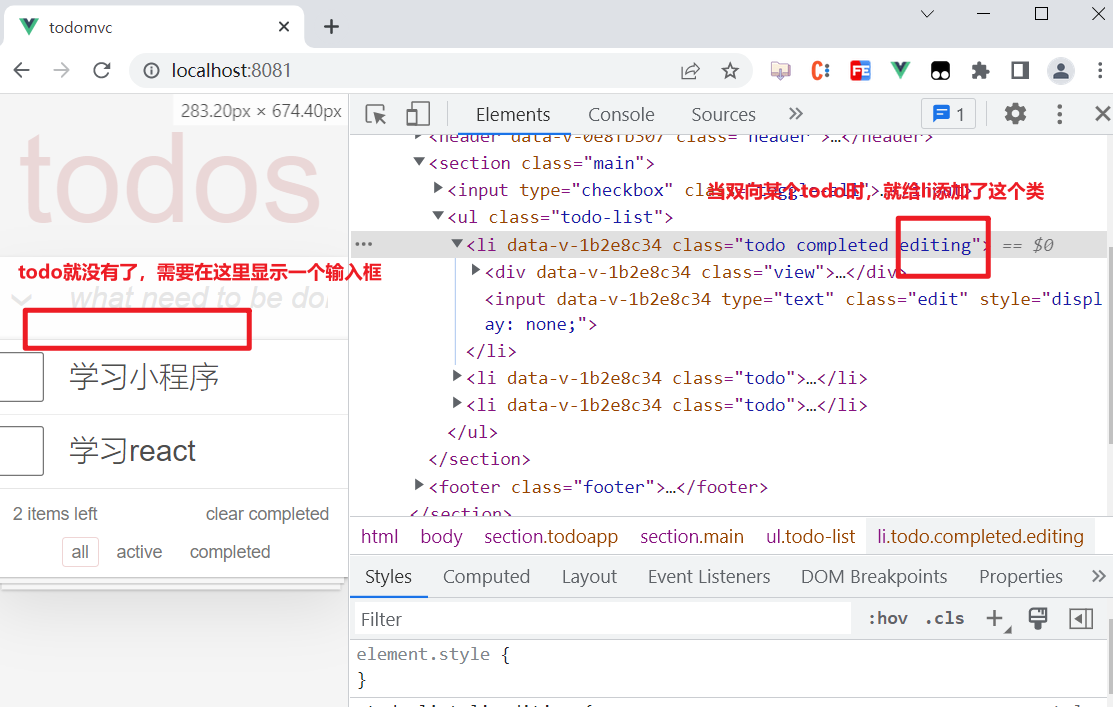 todomvc
localhost:8081
283.20px × 674.40px
Elements
Console
Sources
1
todos
<section class="main">
<input type="checkbox"
当双向某个todo时，就给li添加了这个类
<ul class="todo-list">
<li data-v-1b2e8c34 class="todo completed editing"> == $0
todo就没有了，需要在这里显示一个输入框
<div data-v-1b2e8c34 class="view">…</div>
what need to be do
<input data-v-1b2e8c34 type="text" class="edit" style="displ
ay: none;">
</li>
学习小程序
<li data-v-1b2e8c34 class="todo">…</li>
<li data-v-1b2e8c34 class="todo">…</li>
</ul>
学习react
</section>
<footer class="footer">…</footer>
</section>
2 items left
clear completed
all
active
completed
html
body
section.todoapp
section.main
ul.todo-list
li.todo.completed.editing
Styles
Computed
Layout
Event Listeners
DOM Breakpoints
Properties
Filter
:hov
.cls
element.style {
}